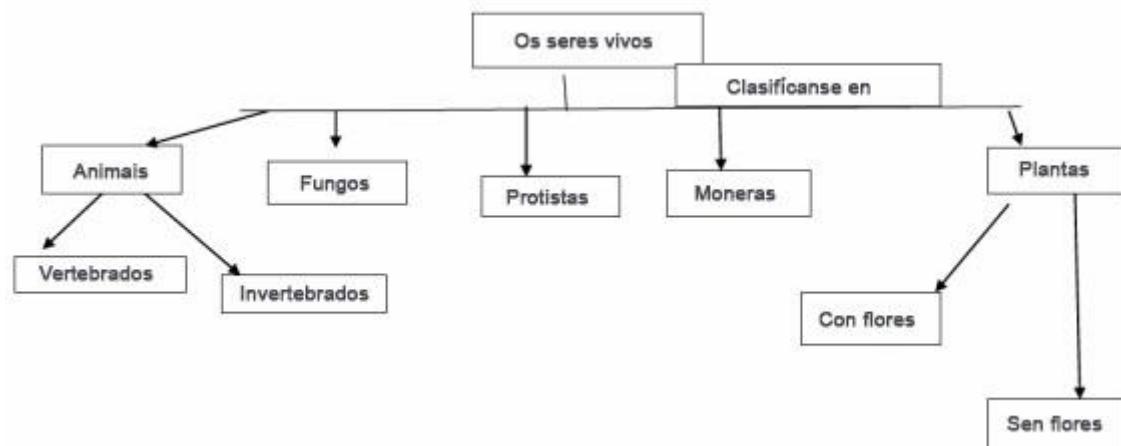 Os seres vivos
Clasifícanse en
Animais
Fungos
Protistas
Moneras
Plantas
Vertebrados
Invertebrados
Con flores
Sen flores